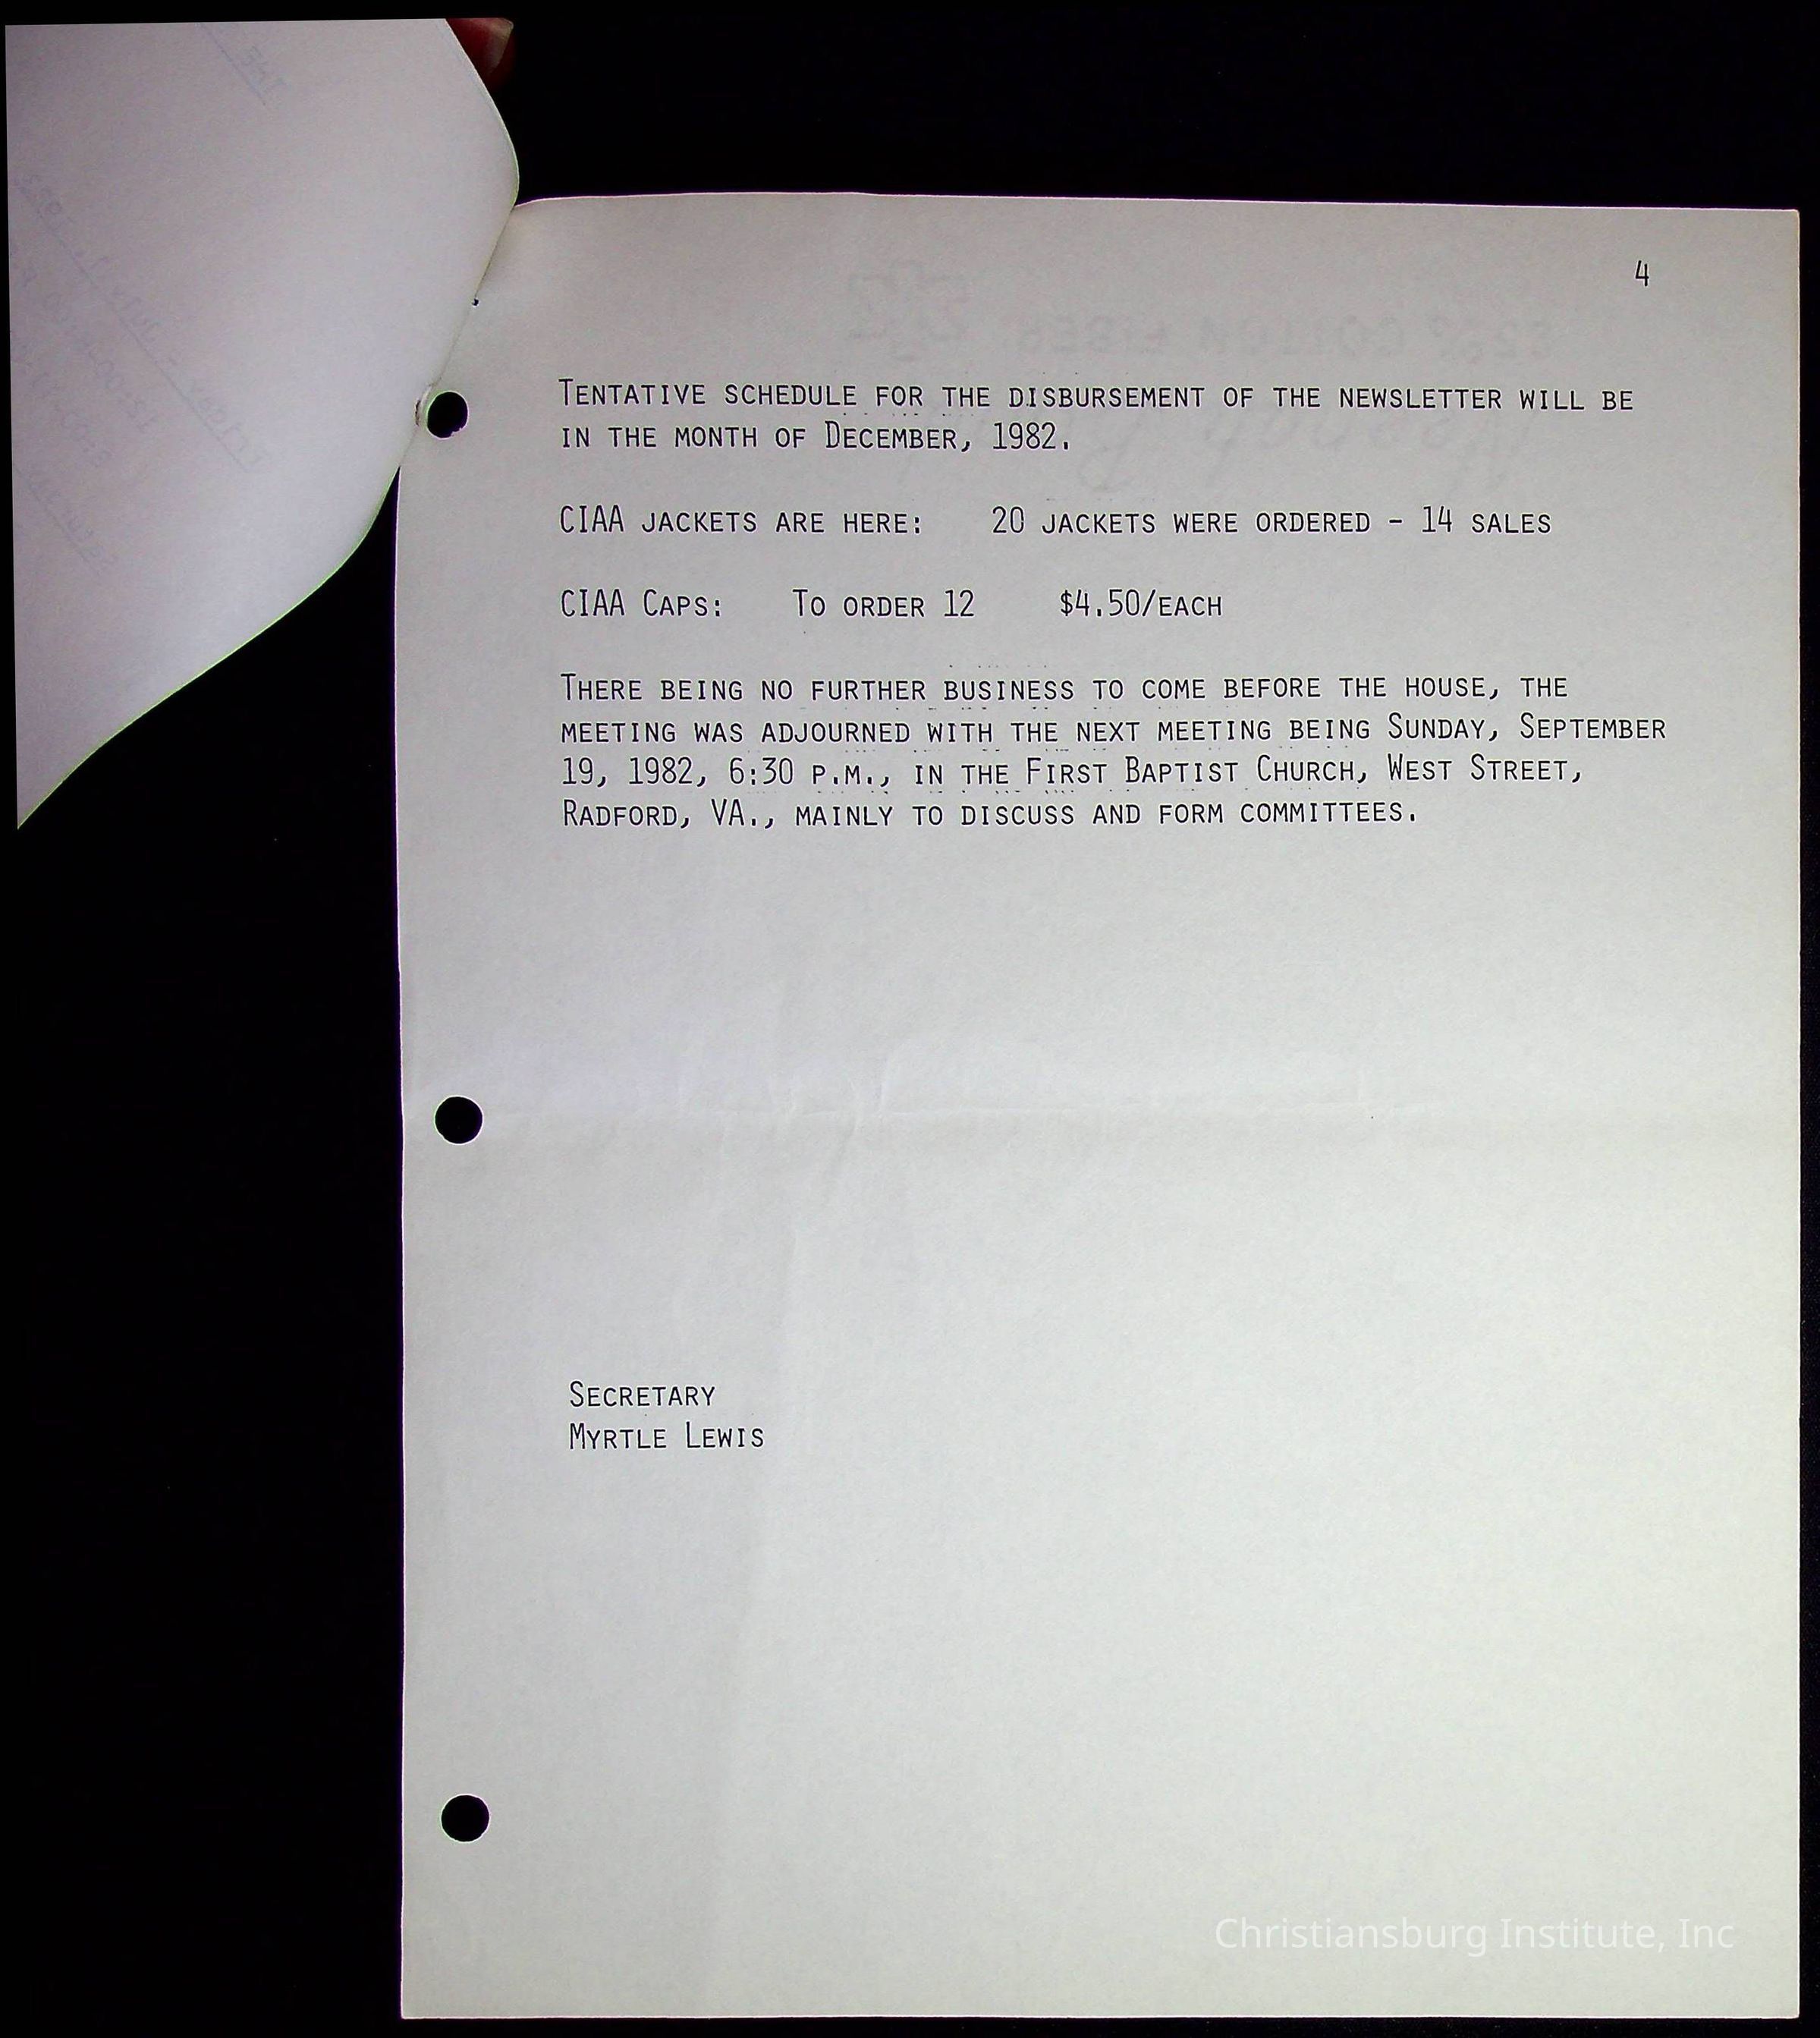 4
Tentative schedule for the disbursement of the newsletter will be
in the month of December, 1982.
CIAA jackets are here: 20 jackets were ordered - 14 sales
CIAA Caps: To order 12 $4.50/each
There being no further business to come before the house, the
meeting was adjourned with the next meeting being Sunday, September
19, 1982, 6:30 p.m., in the First Baptist Church, West Street,
Radford, VA., mainly to discuss and form committees.
Secretary
Myrtle Lewis
Christiansburg Institute, Inc